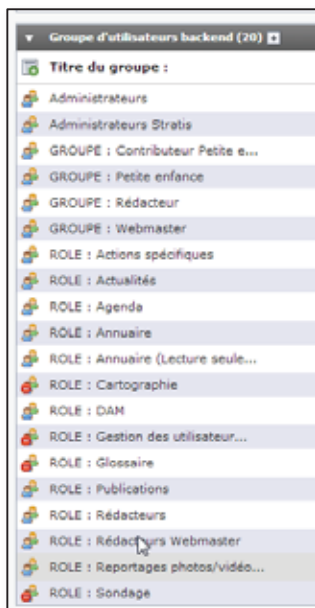 Groupe d'utilisateurs backend (20)
Titre du groupe :
Administrateurs
Administrateurs Stratis
GROUPE : Contributeur Petite e...
GROUPE : Petite enfance
GROUPE : Rédacteur
GROUPE : Webmaster
ROLE : Actions spécifiques
ROLE : Actualités
ROLE : Agenda
ROLE : Annuaire
ROLE : Annuaire (Lecture seule...
ROLE : Cartographie
ROLE : DAM
ROLE : Gestion des utilisateur...
ROLE : Glossaire
ROLE : Publications
ROLE : Rédacteurs
ROLE : Rédacteurs Webmaster
ROLE : Reportages photos/vidéo...
ROLE : Sondage